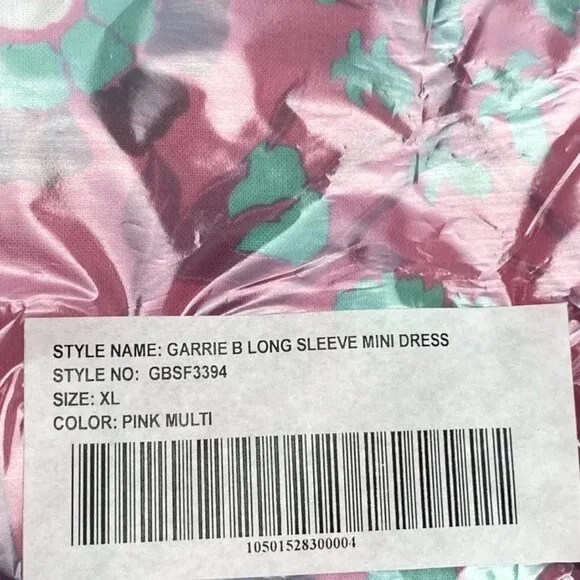 STYLE NAME: GARRIE B LONG SLEEVE MINI DRESS
STYLE NO: GBSF3394
SIZE: XL
COLOR: PINK MULTI
10501528300004